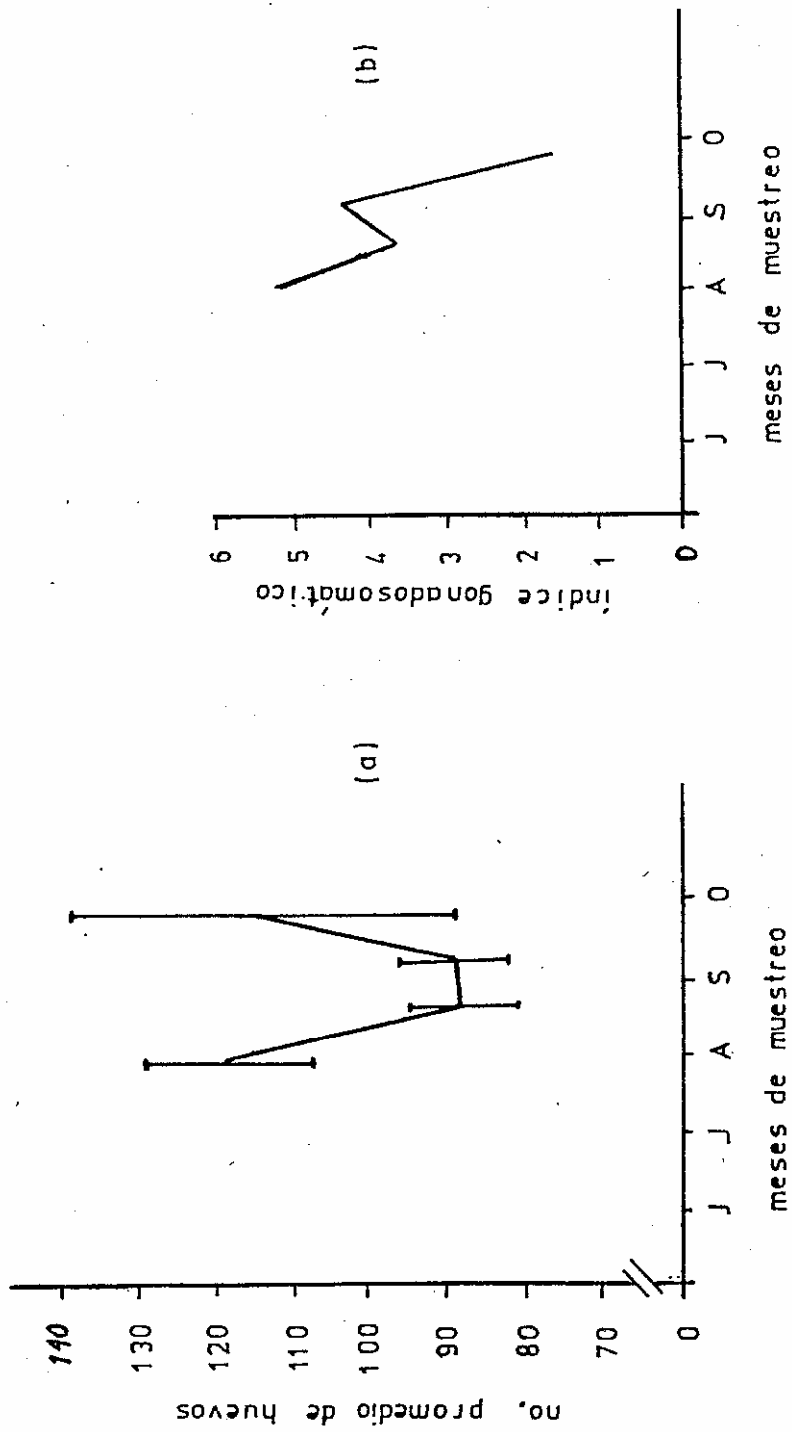 no. promedio de huevos
140
130
120
110
100
90
80
70
0
J J A S O
meses de muestreo
(a)
índice gonadosomático
6
5
4
3
2
1
0
J J A S O
meses de muestreo
(b)